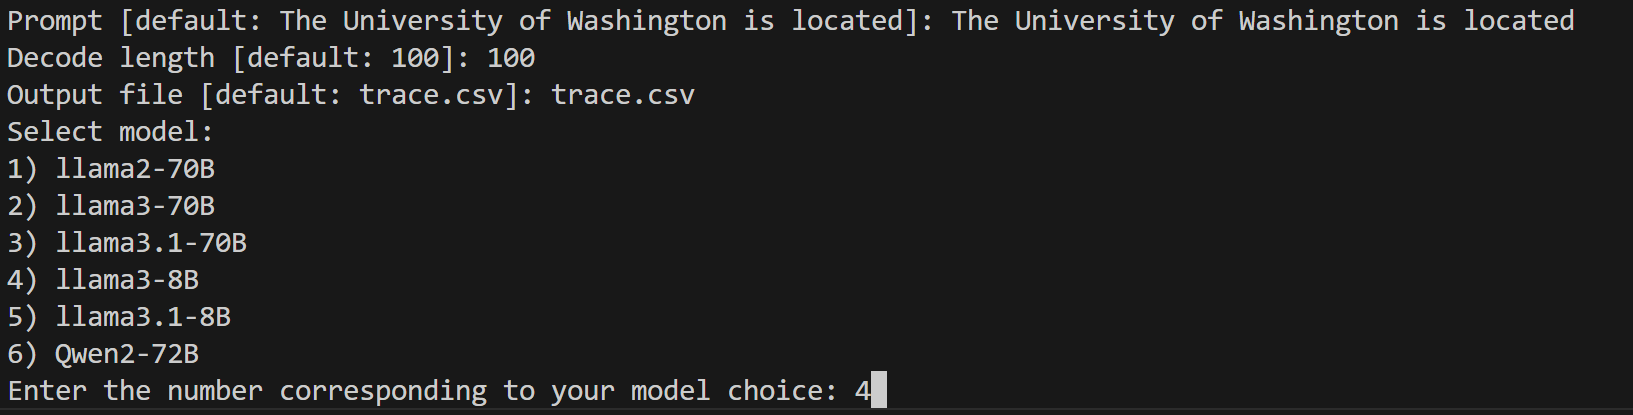 Prompt [default: The University of Washington is located]: The University of Washington is located
Decode length [default: 100]: 100
Output file [default: trace.csv]: trace.csv
Select model:
1) llama2-70B
2) llama3-70B
3) llama3.1-70B
4) llama3-8B
5) llama3.1-8B
6) Qwen2-72B
Enter the number corresponding to your model choice: 4